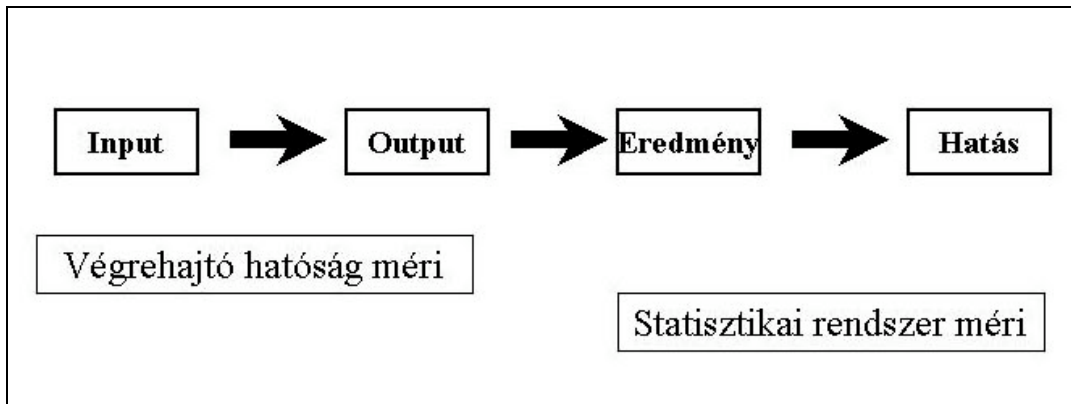 Input
Output
Eredmény
Hatás
Végrehajtó hatóság méri
Statisztikai rendszer méri